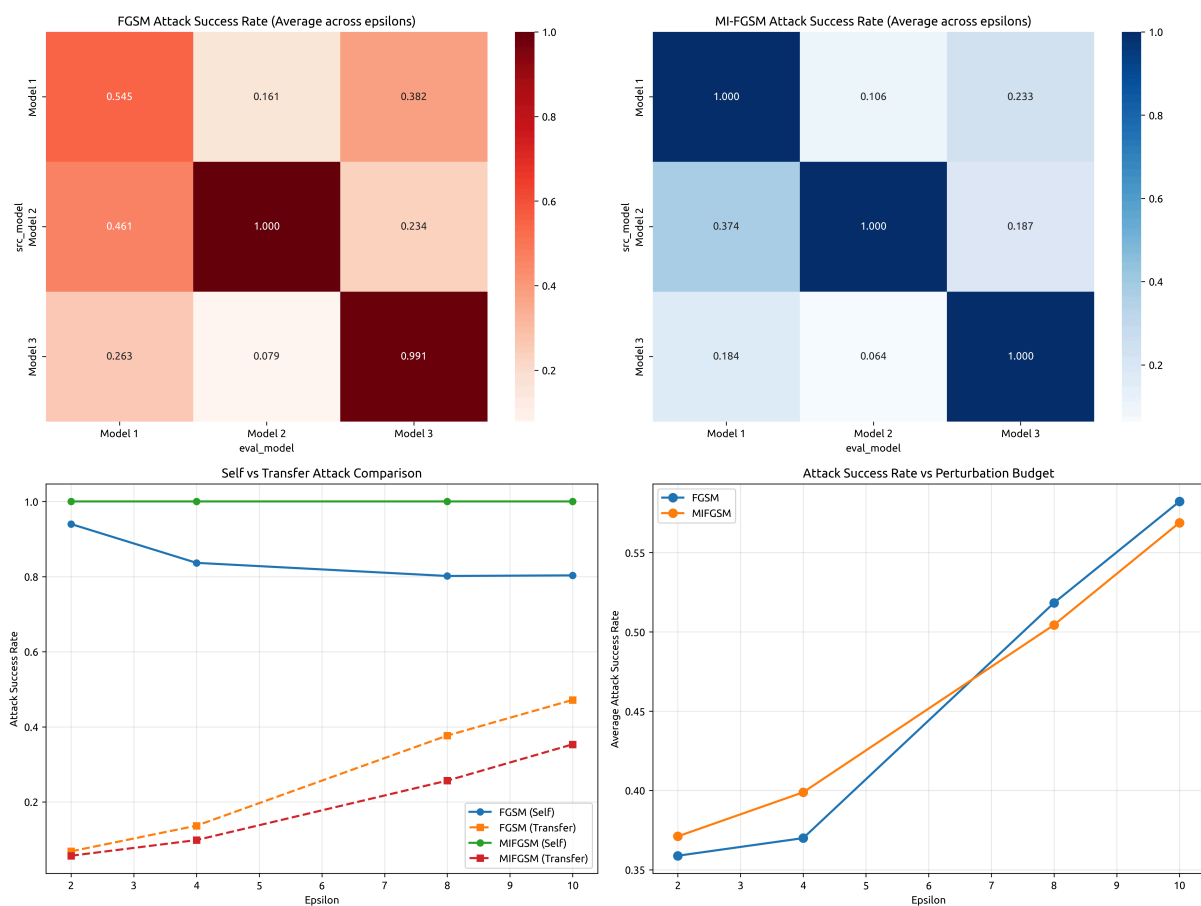 FGSM Attack Success Rate (Average across epsilons)
Model 1
Model 2
Model 3
src_model
0.545
0.161
0.382
0.461
1.000
0.234
0.263
0.079
0.991
Model 1
Model 2
Model 3
eval_model
1.0
0.8
0.6
0.4
0.2
MI-FGSM Attack Success Rate (Average across epsilons)
Model 1
Model 2
Model 3
src_model
1.000
0.106
0.233
0.374
1.000
0.187
0.184
0.064
1.000
Model 1
Model 2
Model 3
eval_model
1.0
0.8
0.6
0.4
0.2
Self vs Transfer Attack Comparison
Attack Success Rate
1.0
0.8
0.6
0.4
0.2
FGSM (Self)
FGSM (Transfer)
MIFGSM (Self)
MIFGSM (Transfer)
2
3
4
5
6
7
8
9
10
Epsilon
Attack Success Rate vs Perturbation Budget
Average Attack Success Rate
FGSM
MIFGSM
0.55
0.50
0.45
0.40
0.35
2
3
4
5
6
7
8
9
10
Epsilon